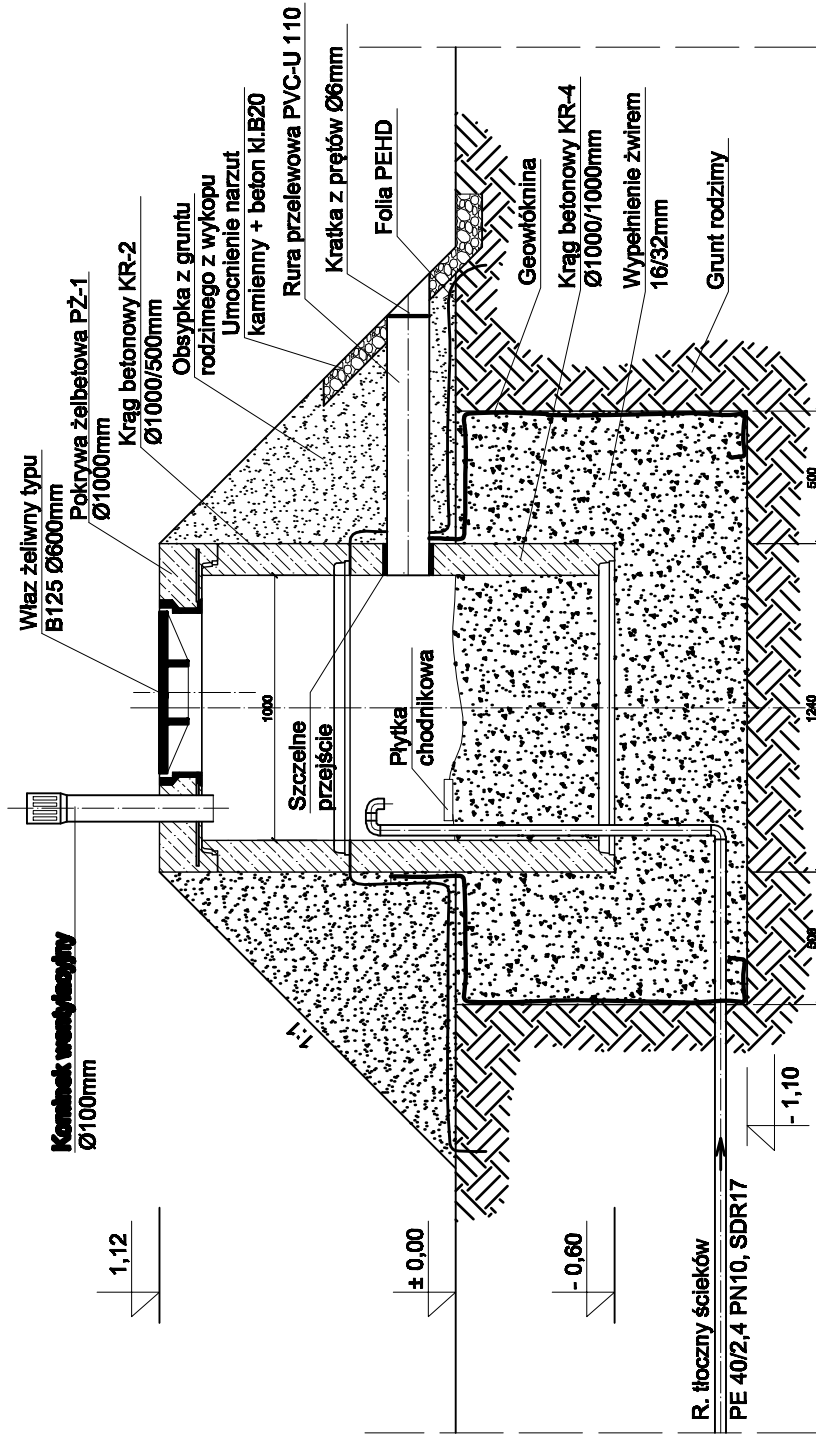 Właz żeliwny typu
B125 Ø600mm
Pokrywa żelbetowa PŻ-1
Ø1000mm
Krąg betonowy KR-2
Ø1000/500mm
Obsypka z gruntu
rodzimego z wykopu
Umocnienie narzut
kamienny + beton kl.B20
Rura przelewowa PVC-U 110
Kratka z prętów Ø6mm
Folia PEHD
Geowłóknina
Krąg betonowy KR-4
Ø1000/1000mm
Wypełnienie żwirem
16/32mm
Grunt rodzimy
Kominek wentylacyjny
Ø100mm
1:1
1000
Szczelne
przejście
Płytka
chodnikowa
1,12
± 0,00
- 0,60
- 1,10
R. tłoczny ścieków
PE 40/2,4 PN10, SDR17
500
1240
500